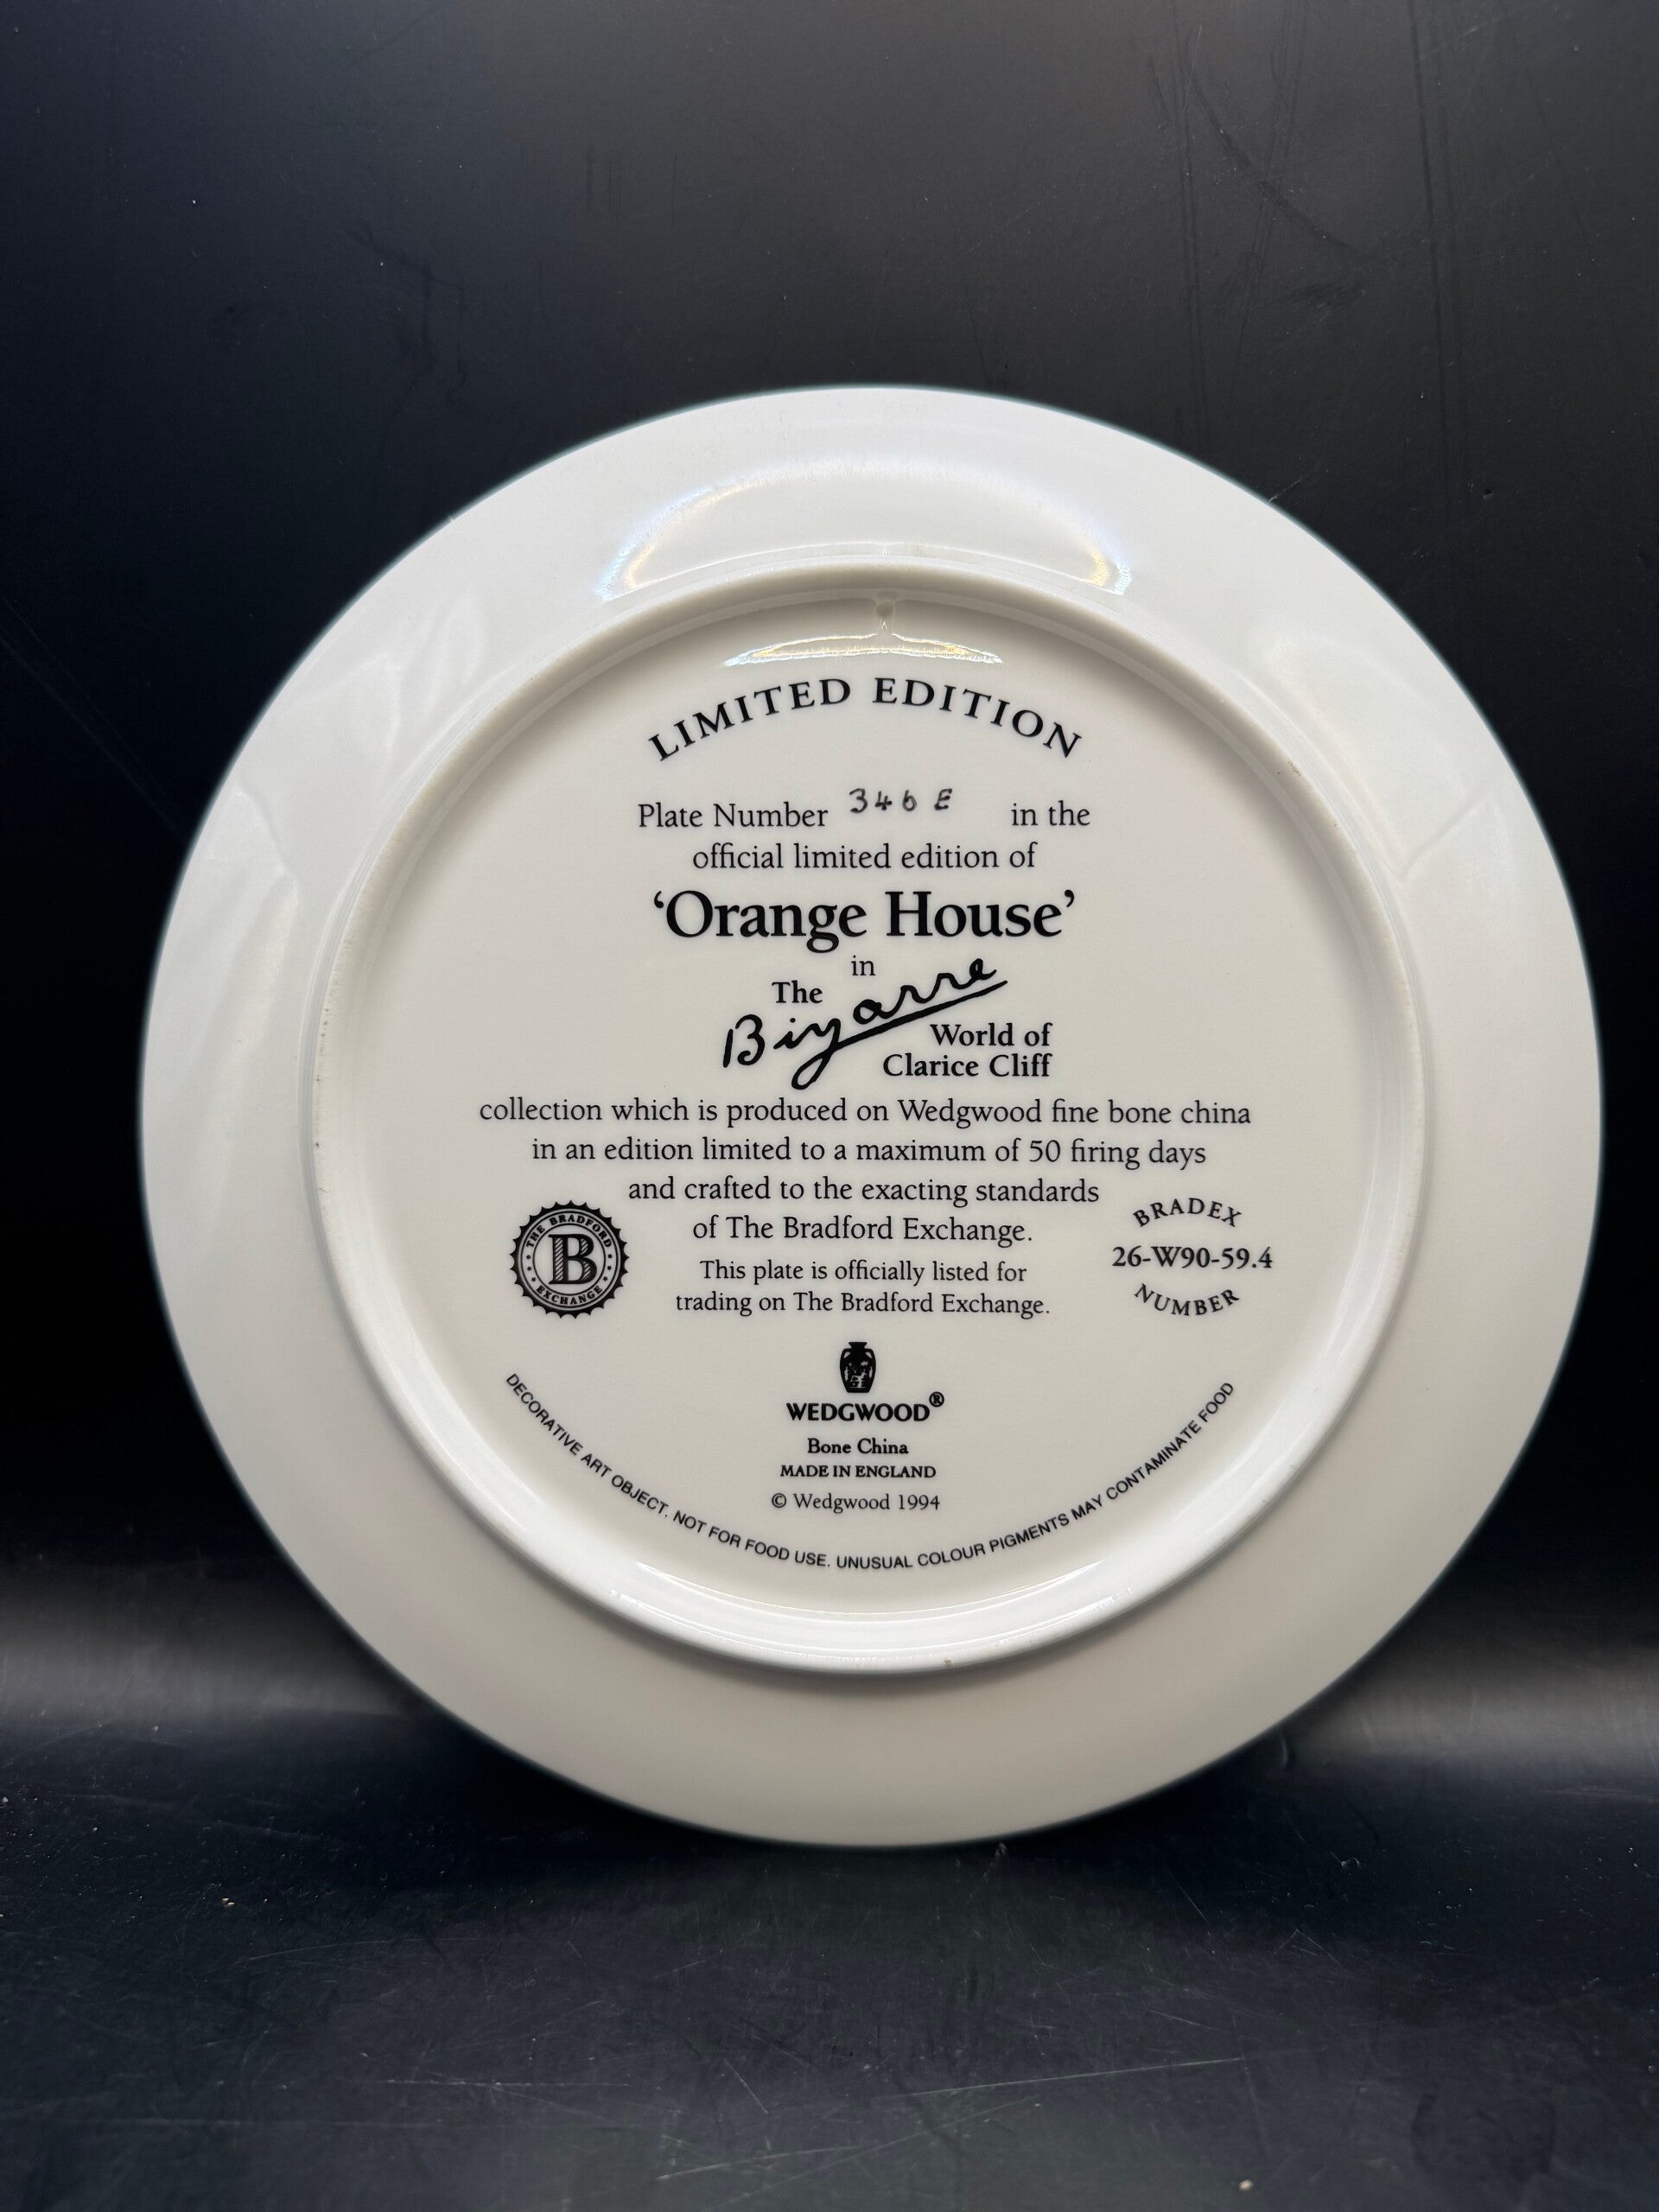 LIMITED EDITION
Plate Number 346 E in the
official limited edition of
‘Orange House’
in
The
Bizarre
World of
Clarice Cliff
collection which is produced on Wedgwood fine bone china
in an edition limited to a maximum of 50 firing days
and crafted to the exacting standards
of The Bradford Exchange.
This plate is officially listed for
trading on The Bradford Exchange.
THE BRADFORD
B
EXCHANGE
BRADEX
26-W90-59.4
NUMBER
WEDGWOOD®
Bone China
MADE IN ENGLAND
© Wedgwood 1994
DECORATIVE ART OBJECT. NOT FOR FOOD USE. UNUSUAL COLOUR PIGMENTS MAY CONTAMINATE FOOD